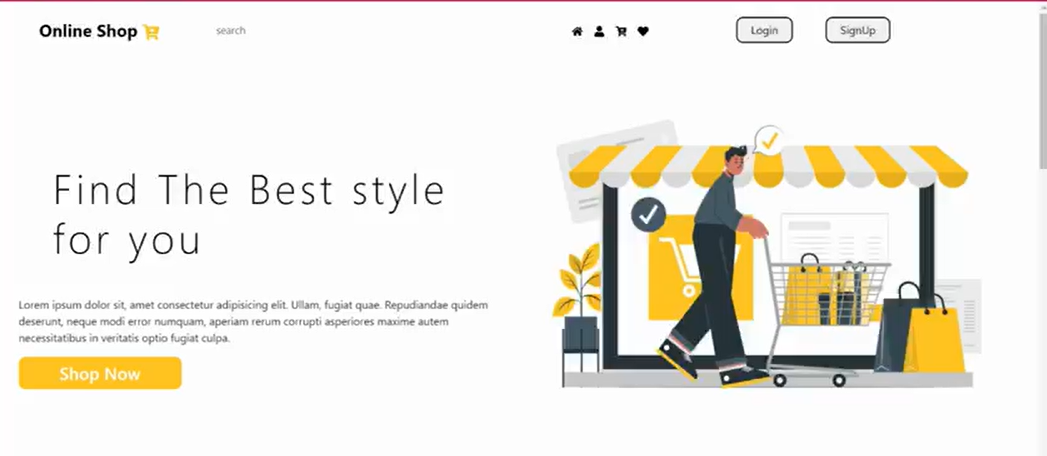 Online Shop
search
Login
SignUp
Find The Best style
for you
Lorem ipsum dolor sit, amet consectetur adipisicing elit. Ullam, fugiat quae. Repudiandae quidem
deserunt, neque modi error numquam, aperiam rerum corrupti asperiores maxime autem
necessitatibus in veritatis optio fugiat culpa.
Shop Now